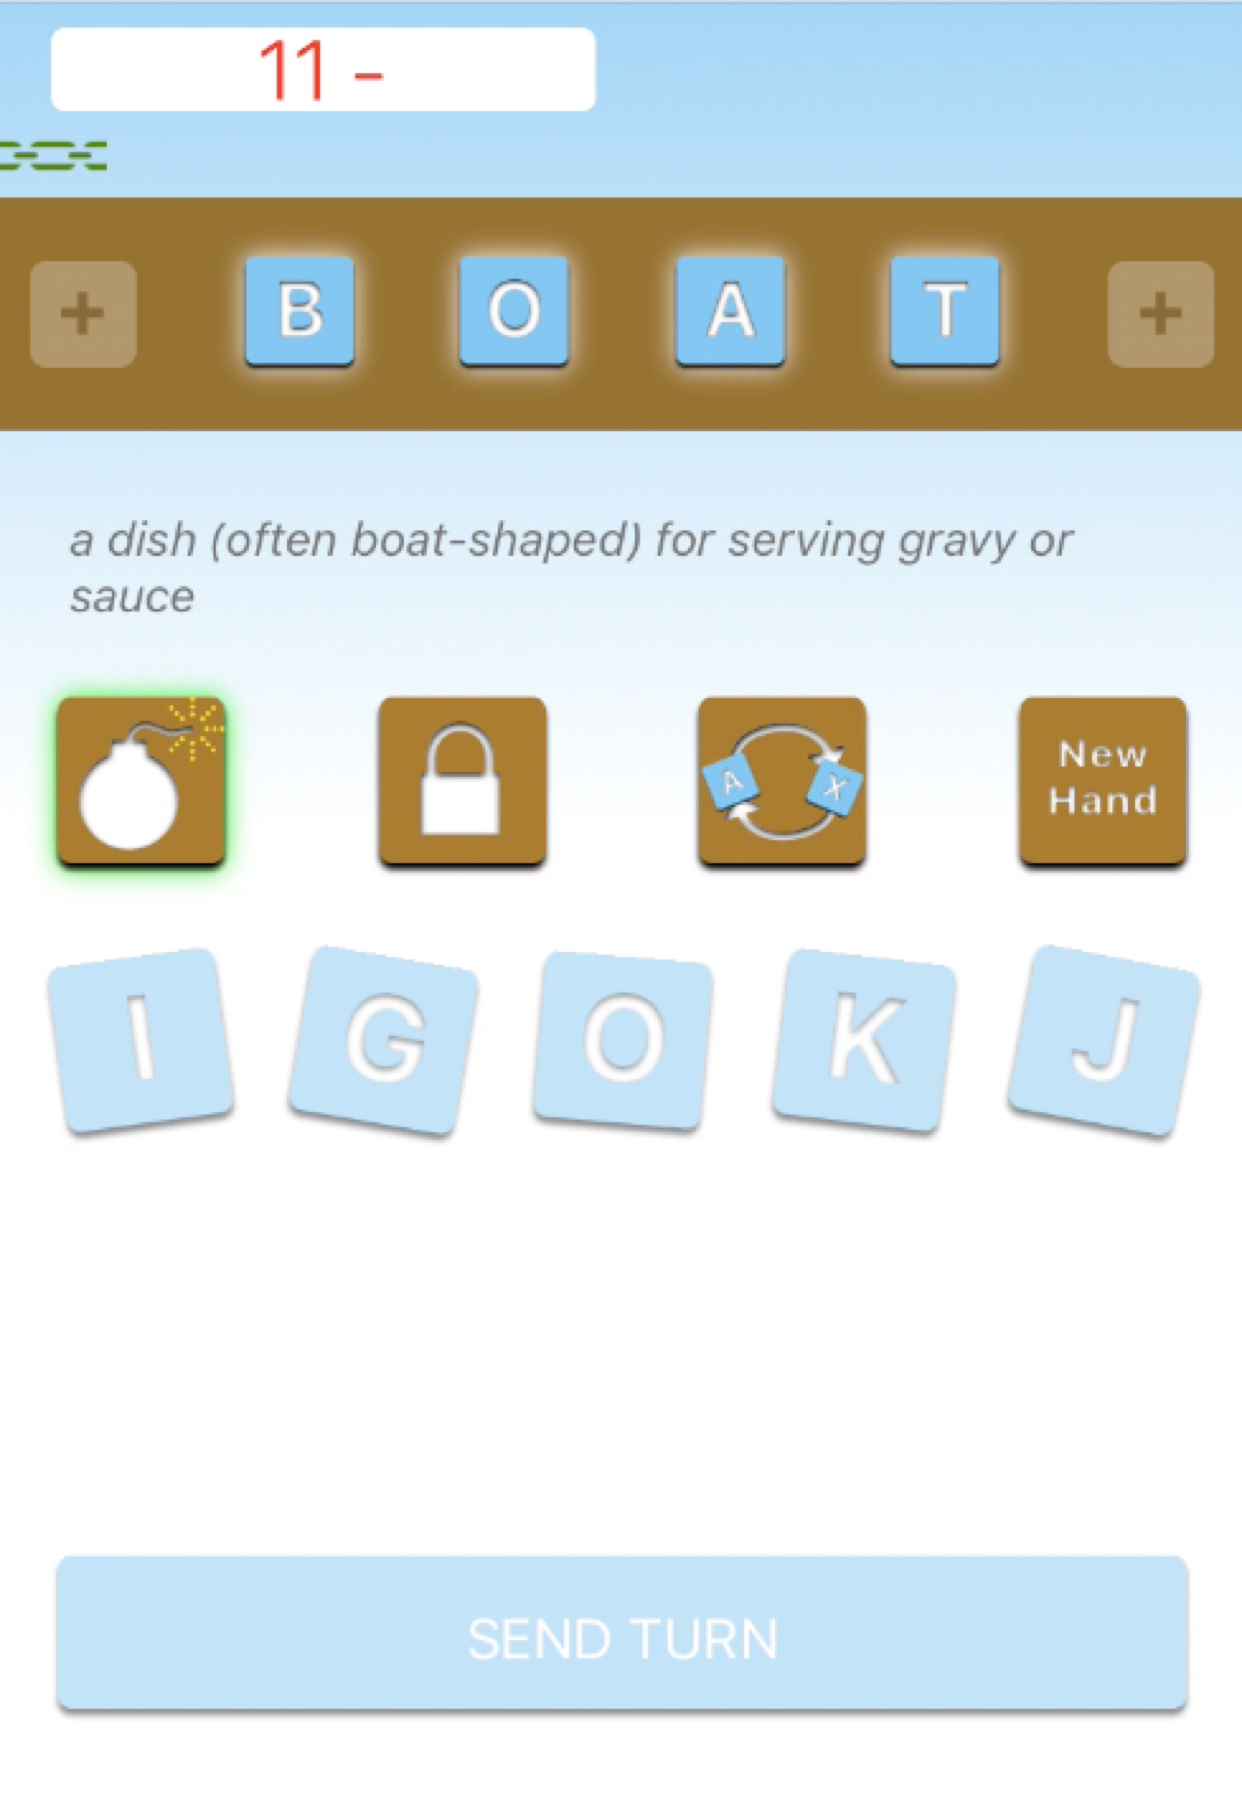 11 -
+ B O A T +
a dish (often boat-shaped) for serving gravy or
sauce
A X
New
Hand
I G O K J
SEND TURN